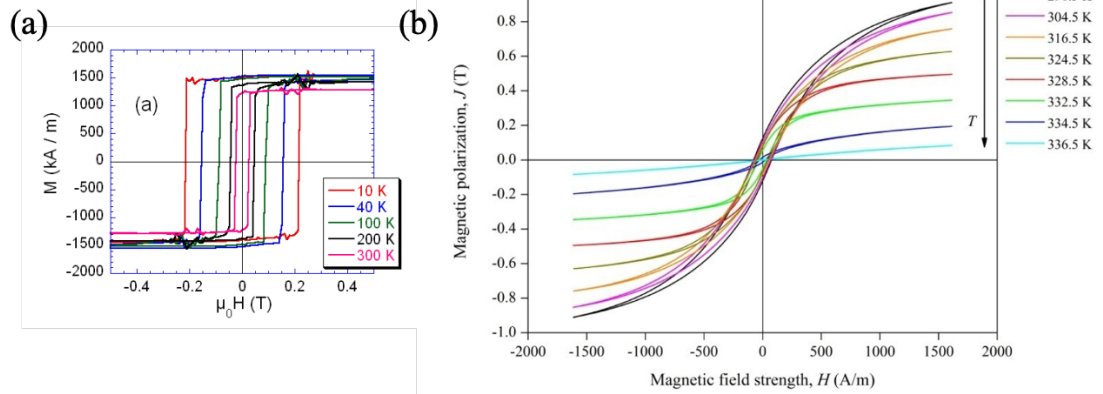 (a)
(b)
2000
1500
1000
500
0
-500
-1000
-1500
-2000
M (kA / m)
(a)
10 K
40 K
100 K
200 K
300 K
-0.4
-0.2
0
0.2
0.4
μ0H (T)
0.8
0.6
0.4
0.2
0.0
-0.2
-0.4
-0.6
-0.8
-1.0
Magnetic polarization, J (T)
T
304.5 K
316.5 K
324.5 K
328.5 K
332.5 K
334.5 K
336.5 K
-2000
-1500
-1000
-500
0
500
1000
1500
2000
Magnetic field strength, H (A/m)